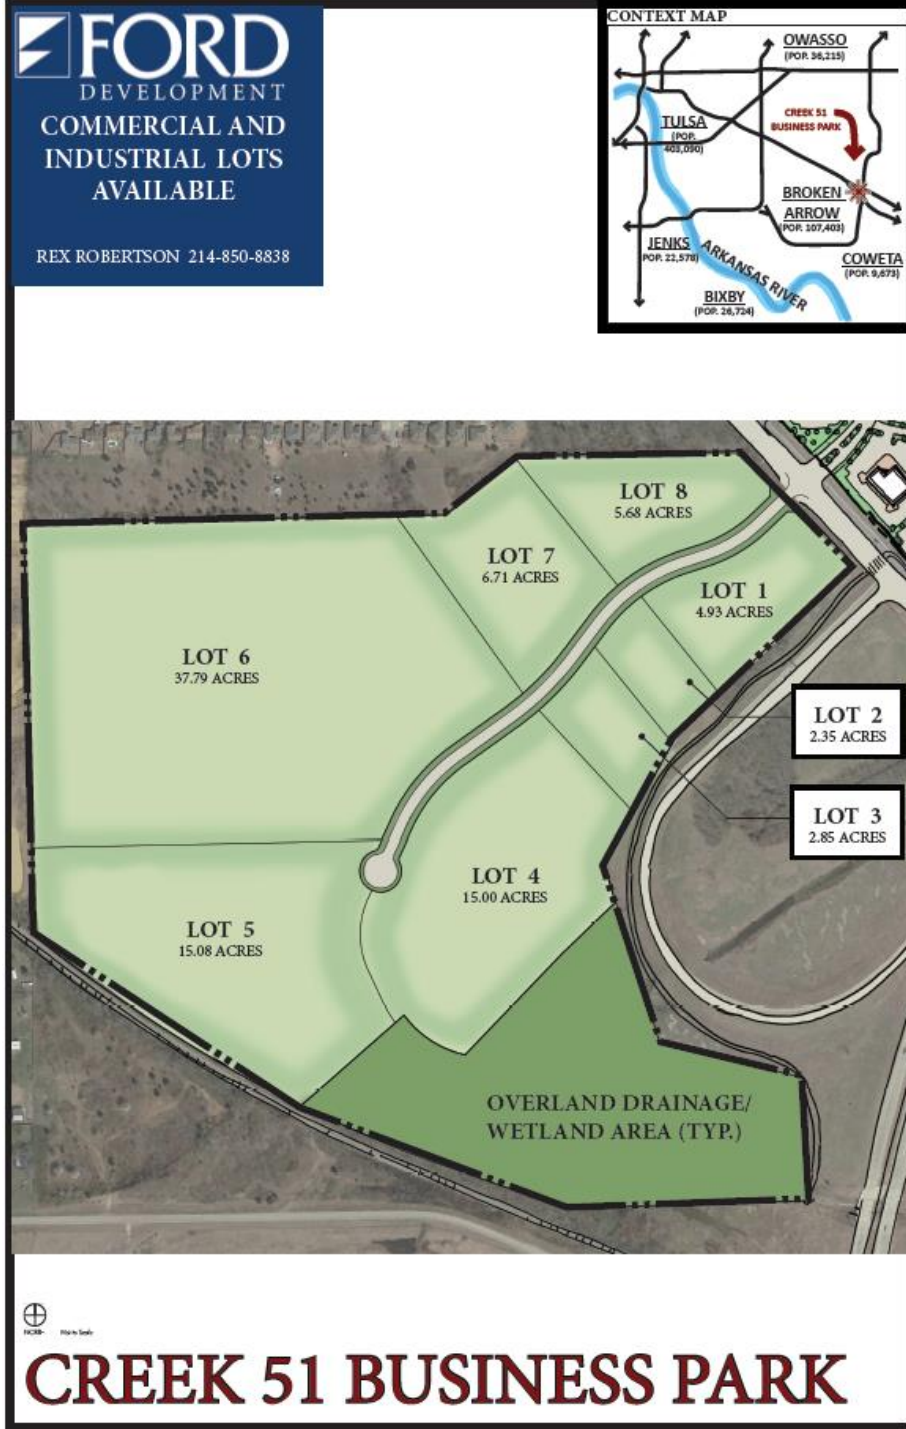 FORD
DEVELOPMENT
COMMERCIAL AND
INDUSTRIAL LOTS
AVAILABLE
REX ROBERTSON 214-850-8838
CONTEXT MAP
OWASSO
(POP. 36,215)
TULSA
(POP.
403,090)
CREEK 51
BUSINESS PARK
BROKEN
ARROW
(POP. 107,403)
JENKS
POP. 22,578)
ARKANSAS RIVER
COWETA
(POP. 9,673)
BIXBY
(POP. 26,724)
LOT 8
5.68 ACRES
LOT 7
6.71 ACRES
LOT 1
4.93 ACRES
LOT 6
37.79 ACRES
LOT 2
2.35 ACRES
LOT 3
2.85 ACRES
LOT 4
15.00 ACRES
LOT 5
15.08 ACRES
OVERLAND DRAINAGE/
WETLAND AREA (TYP.)
Not to Scale
CREEK 51 BUSINESS PARK